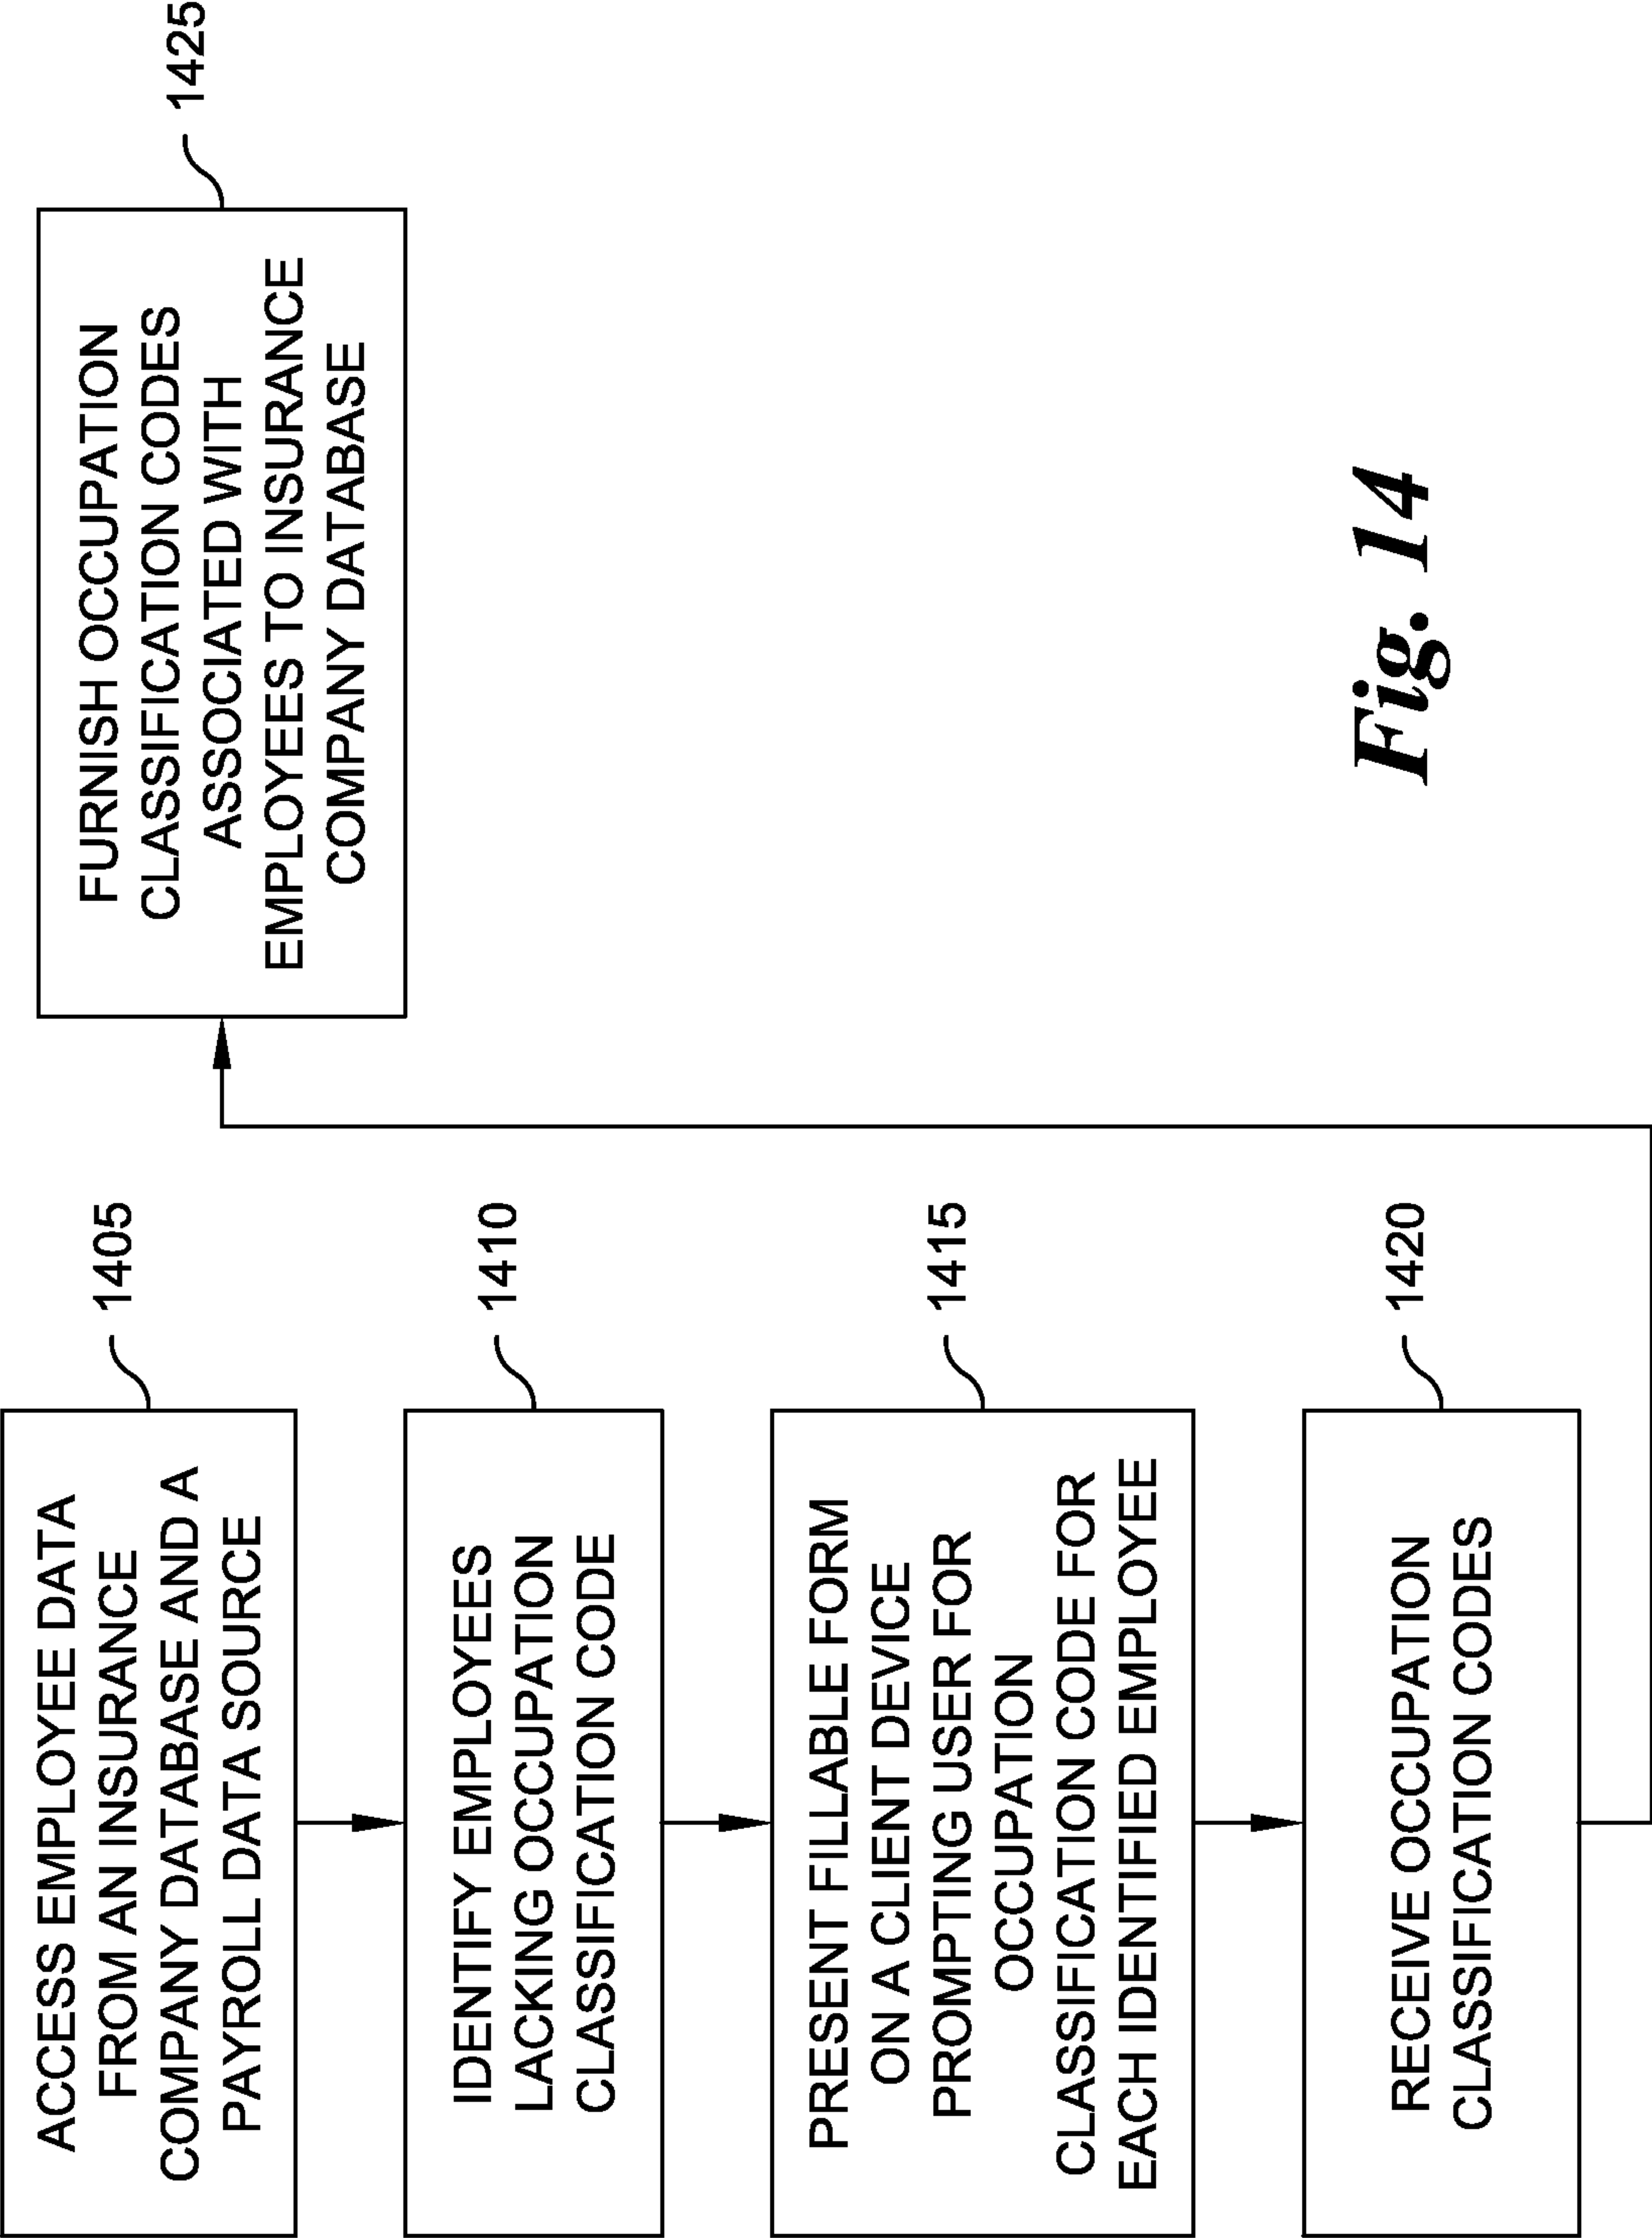 ACCESS EMPLOYEE DATA
FROM AN INSURANCE
COMPANY DATABASE AND A
PAYROLL DATA SOURCE
1405
IDENTIFY EMPLOYEES
LACKING OCCUPATION
CLASSIFICATION CODE
1410
PRESENT FILLABLE FORM
ON A CLIENT DEVICE
PROMPTING USER FOR
OCCUPATION
CLASSIFICATION CODE FOR
EACH IDENTIFIED EMPLOYEE
1415
RECEIVE OCCUPATION
CLASSIFICATION CODES
1420
FURNISH OCCUPATION
CLASSIFICATION CODES
ASSOCIATED WITH
EMPLOYEES TO INSURANCE
COMPANY DATABASE
1425
Fig. 14